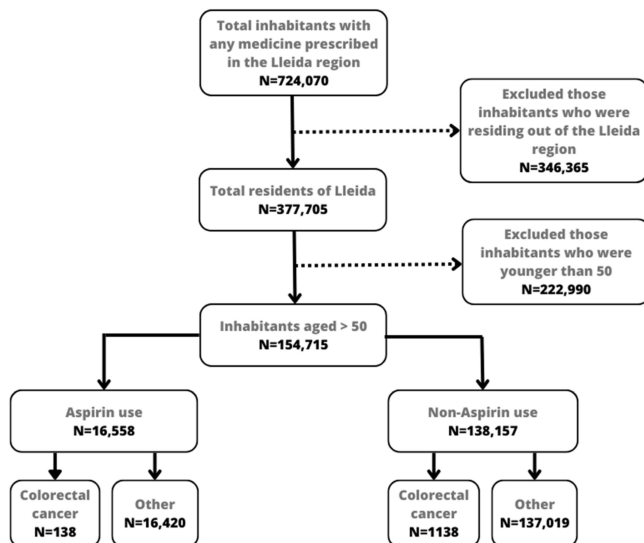 Total inhabitants with
any medicine prescribed
in the Lleida region
N=724,070
Excluded those
inhabitants who were
residing out of the Lleida
region
N=346,365
Total residents of Lleida
N=377,705
Excluded those
inhabitants who were
younger than 50
N=222,990
Inhabitants aged > 50
N=154,715
Aspirin use
N=16,558
Non-Aspirin use
N=138,157
Colorectal
cancer
N=138
Other
N=16,420
Colorectal
cancer
N=1138
Other
N=137,019